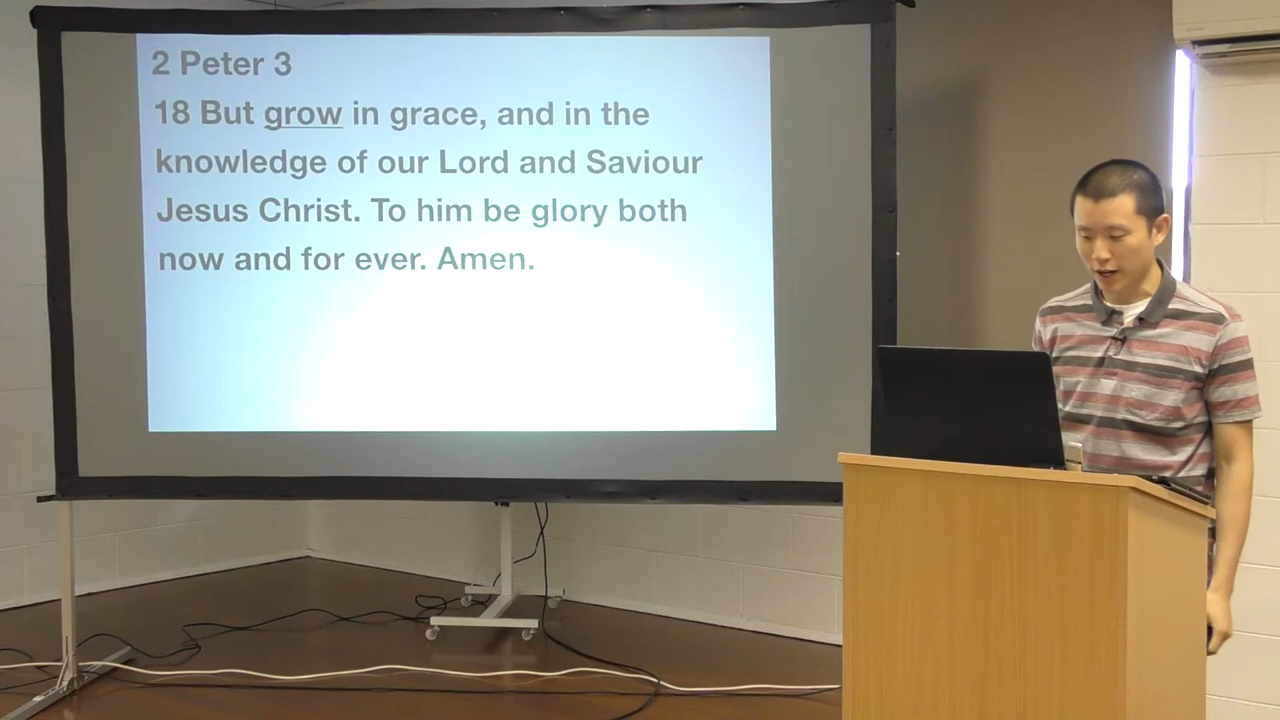 2 Peter 3
18 But grow in grace, and in the
knowledge of our Lord and Saviour
Jesus Christ. To him be glory both
now and for ever. Amen.